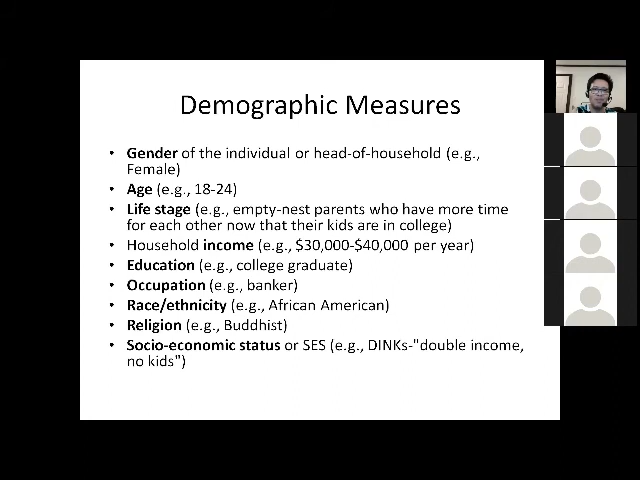 Demographic Measures
• Gender of the individual or head-of-household (e.g.,
Female)
• Age (e.g., 18-24)
• Life stage (e.g., empty-nest parents who have more time
for each other now that their kids are in college)
• Household income (e.g., $30,000-$40,000 per year)
• Education (e.g., college graduate)
• Occupation (e.g., banker)
• Race/ethnicity (e.g., African American)
• Religion (e.g., Buddhist)
• Socio-economic status or SES (e.g., DINKs-"double income,
no kids")